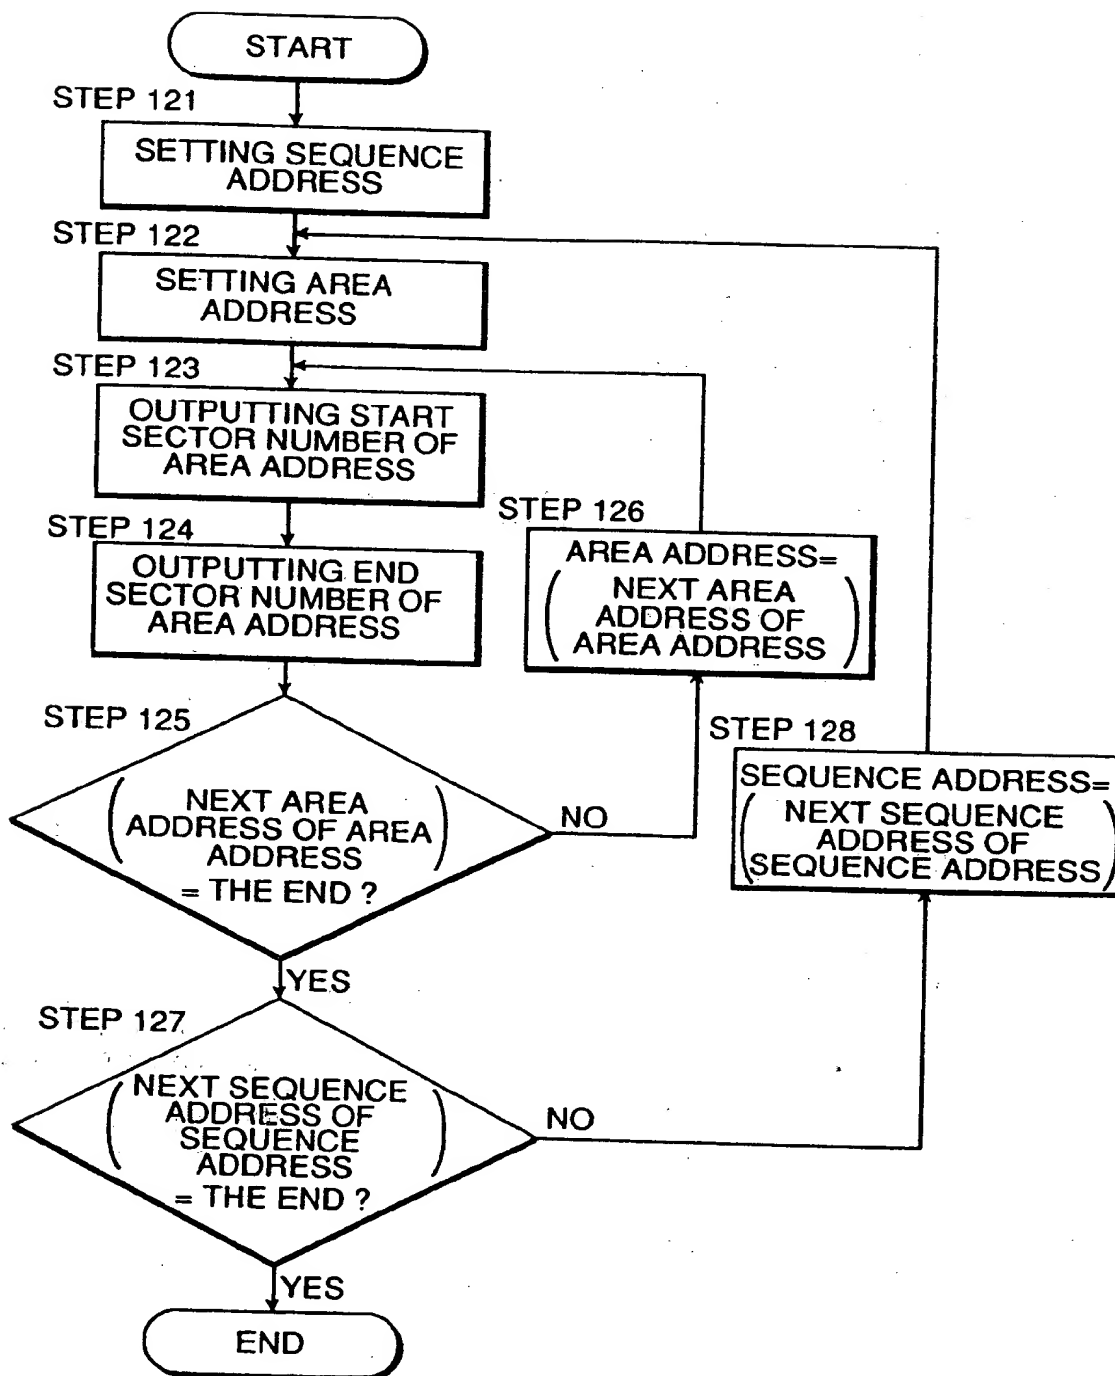 START
STEP 121
SETTING SEQUENCE
ADDRESS
STEP 122
SETTING AREA
ADDRESS
STEP 123
OUTPUTTING START
SECTOR NUMBER OF
AREA ADDRESS
STEP 124
OUTPUTTING END
SECTOR NUMBER OF
AREA ADDRESS
STEP 126
AREA ADDRESS=
( NEXT AREA
ADDRESS OF
AREA ADDRESS )
STEP 125
( NEXT AREA
ADDRESS OF AREA
ADDRESS )
= THE END ?
NO
YES
STEP 128
SEQUENCE ADDRESS=
( NEXT SEQUENCE
ADDRESS OF
SEQUENCE ADDRESS )
STEP 127
( NEXT SEQUENCE
ADDRESS OF
SEQUENCE
ADDRESS )
= THE END ?
NO
YES
END